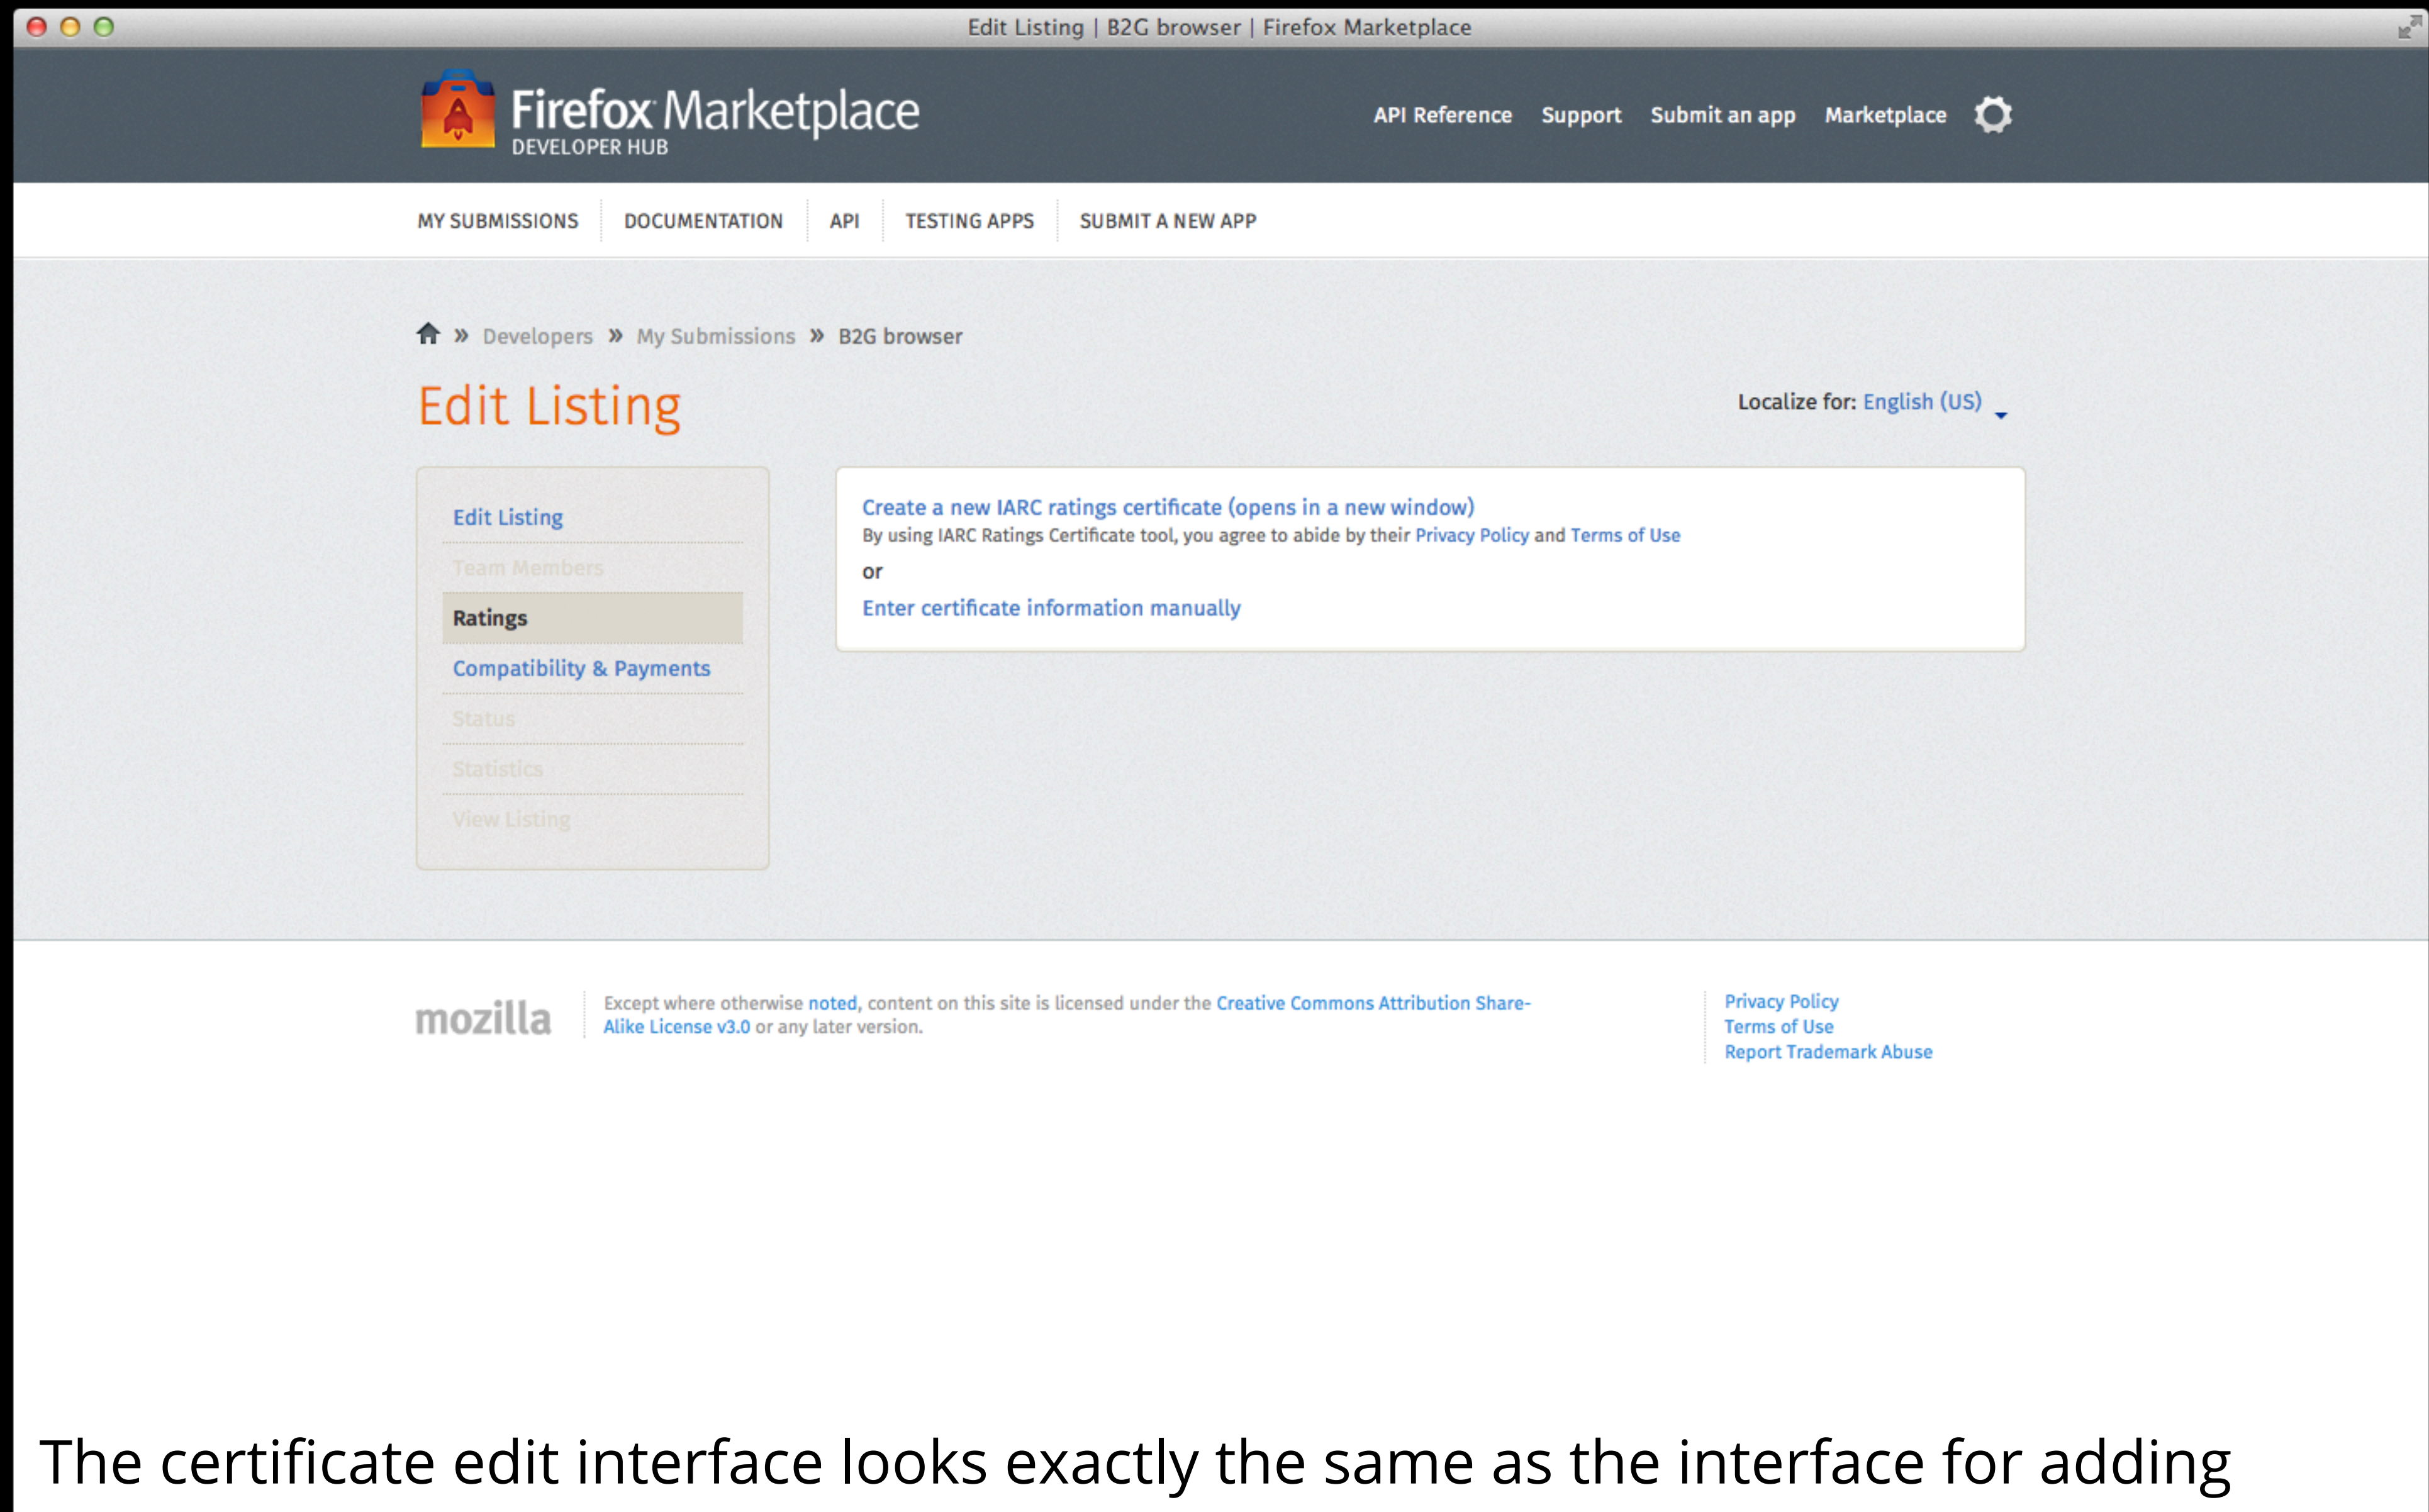 Edit Listing | B2G browser | Firefox Marketplace
Firefox Marketplace
DEVELOPER HUB
API Reference Support Submit an app Marketplace
MY SUBMISSIONS DOCUMENTATION API TESTING APPS SUBMIT A NEW APP
» Developers » My Submissions » B2G browser
Edit Listing
Localize for: English (US)
Edit Listing
Team Members
Ratings
Compatibility & Payments
Status
Statistics
View Listing
Create a new IARC ratings certificate (opens in a new window)
By using IARC Ratings Certificate tool, you agree to abide by their Privacy Policy and Terms of Use
or
Enter certificate information manually
mozilla
Except where otherwise noted, content on this site is licensed under the Creative Commons Attribution Share-
Alike License v3.0 or any later version.
Privacy Policy
Terms of Use
Report Trademark Abuse
The certificate edit interface looks exactly the same as the interface for adding